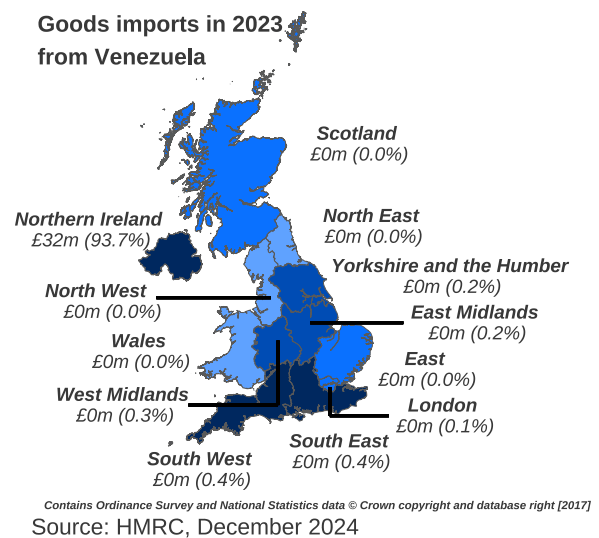 Goods imports in 2023
from Venezuela
Scotland
£0m (0.0%)
Northern Ireland
£32m (93.7%)
North East
£0m (0.0%)
Yorkshire and the Humber
£0m (0.2%)
North West
£0m (0.0%)
East Midlands
£0m (0.2%)
Wales
£0m (0.0%)
East
£0m (0.0%)
West Midlands
£0m (0.3%)
London
£0m (0.1%)
South East
£0m (0.4%)
South West
£0m (0.4%)
Contains Ordinance Survey and National Statistics data © Crown copyright and database right [2017]
Source: HMRC, December 2024